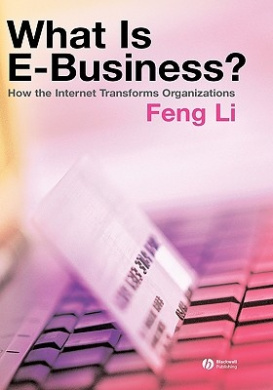 What Is
E-Business?
How the Internet Transforms Organizations
Feng Li
Blackwell
Publishing